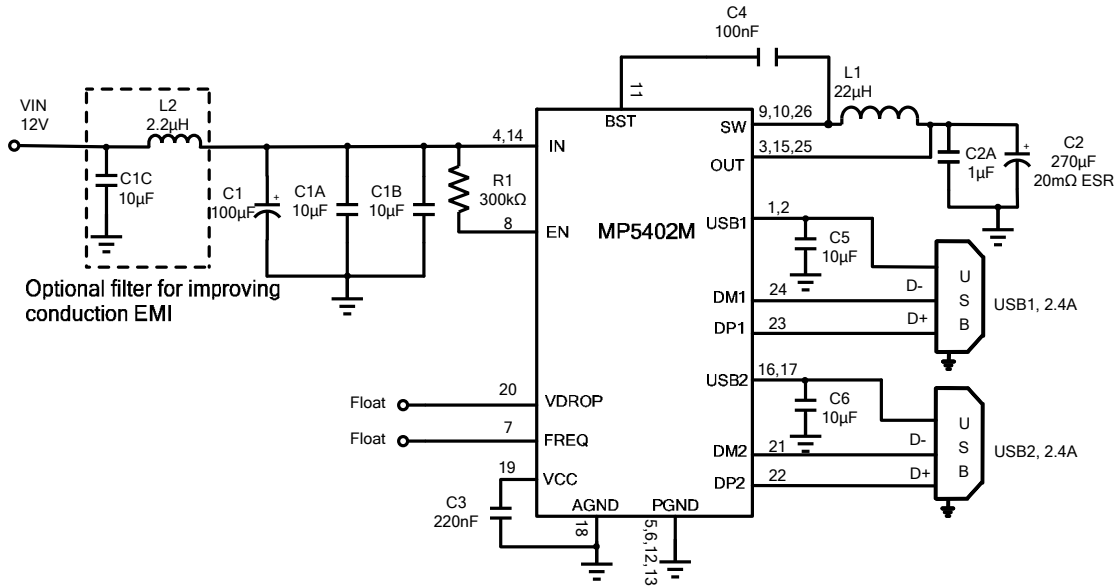 C4
100nF
L1
22µH
11
BST
VIN
12V
L2
2.2µH
4,14
IN
9,10,26
SW
3,15,25
OUT
C2A
1µF
+
C2
270µF
20mΩ ESR
C1C
10µF
C1
100µF
+
C1A
10µF
C1B
10µF
R1
300kΩ
8
EN
MP5402M
USB1
1,2
C5
10µF
Optional filter for improving
conduction EMI
DM1
24
D-
DP1
23
D+
U
S
B
USB1, 2.4A
USB2
16,17
C6
10µF
Float
20
VDROP
Float
7
FREQ
DM2
21
D-
DP2
22
D+
U
S
B
USB2, 2.4A
19
VCC
C3
220nF
AGND
18
PGND
5,6,12,13